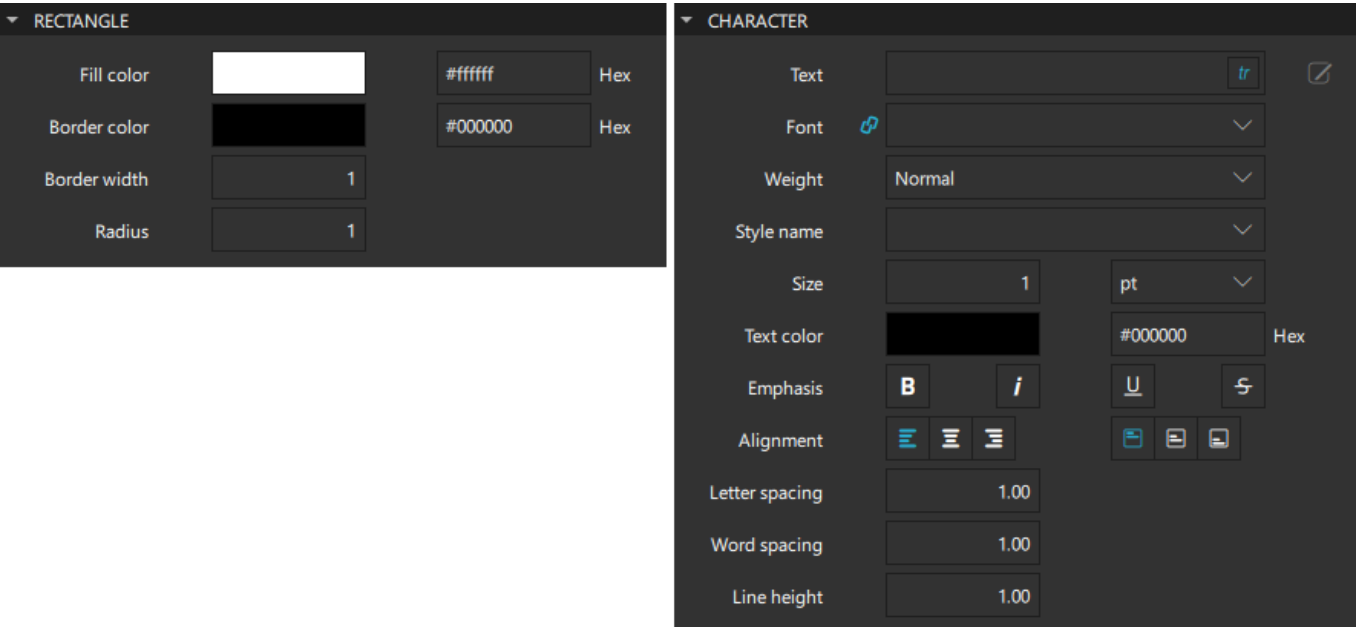 RECTANGLE
Fill color #ffffff Hex
Border color #000000 Hex
Border width 1
Radius 1
CHARACTER
Text tr
Font
Weight Normal
Style name
Size 1 pt
Text color #000000 Hex
Emphasis B i U S
Alignment
Letter spacing 1.00
Word spacing 1.00
Line height 1.00